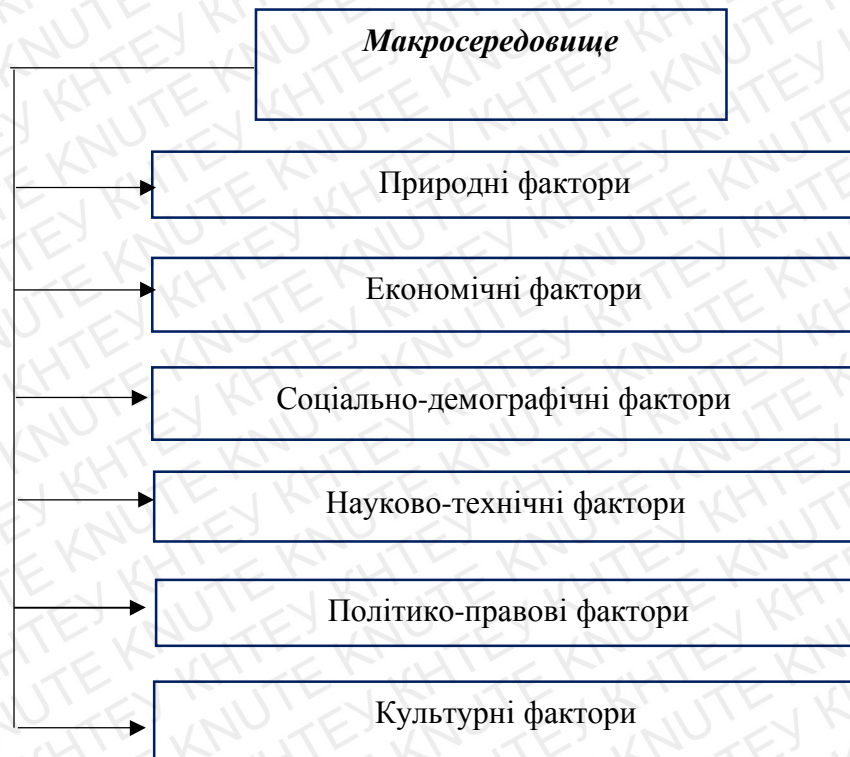 Макросередовище
Природні фактори
Економічні фактори
Соціально-демографічні фактори
Науково-технічні фактори
Політико-правові фактори
Культурні фактори